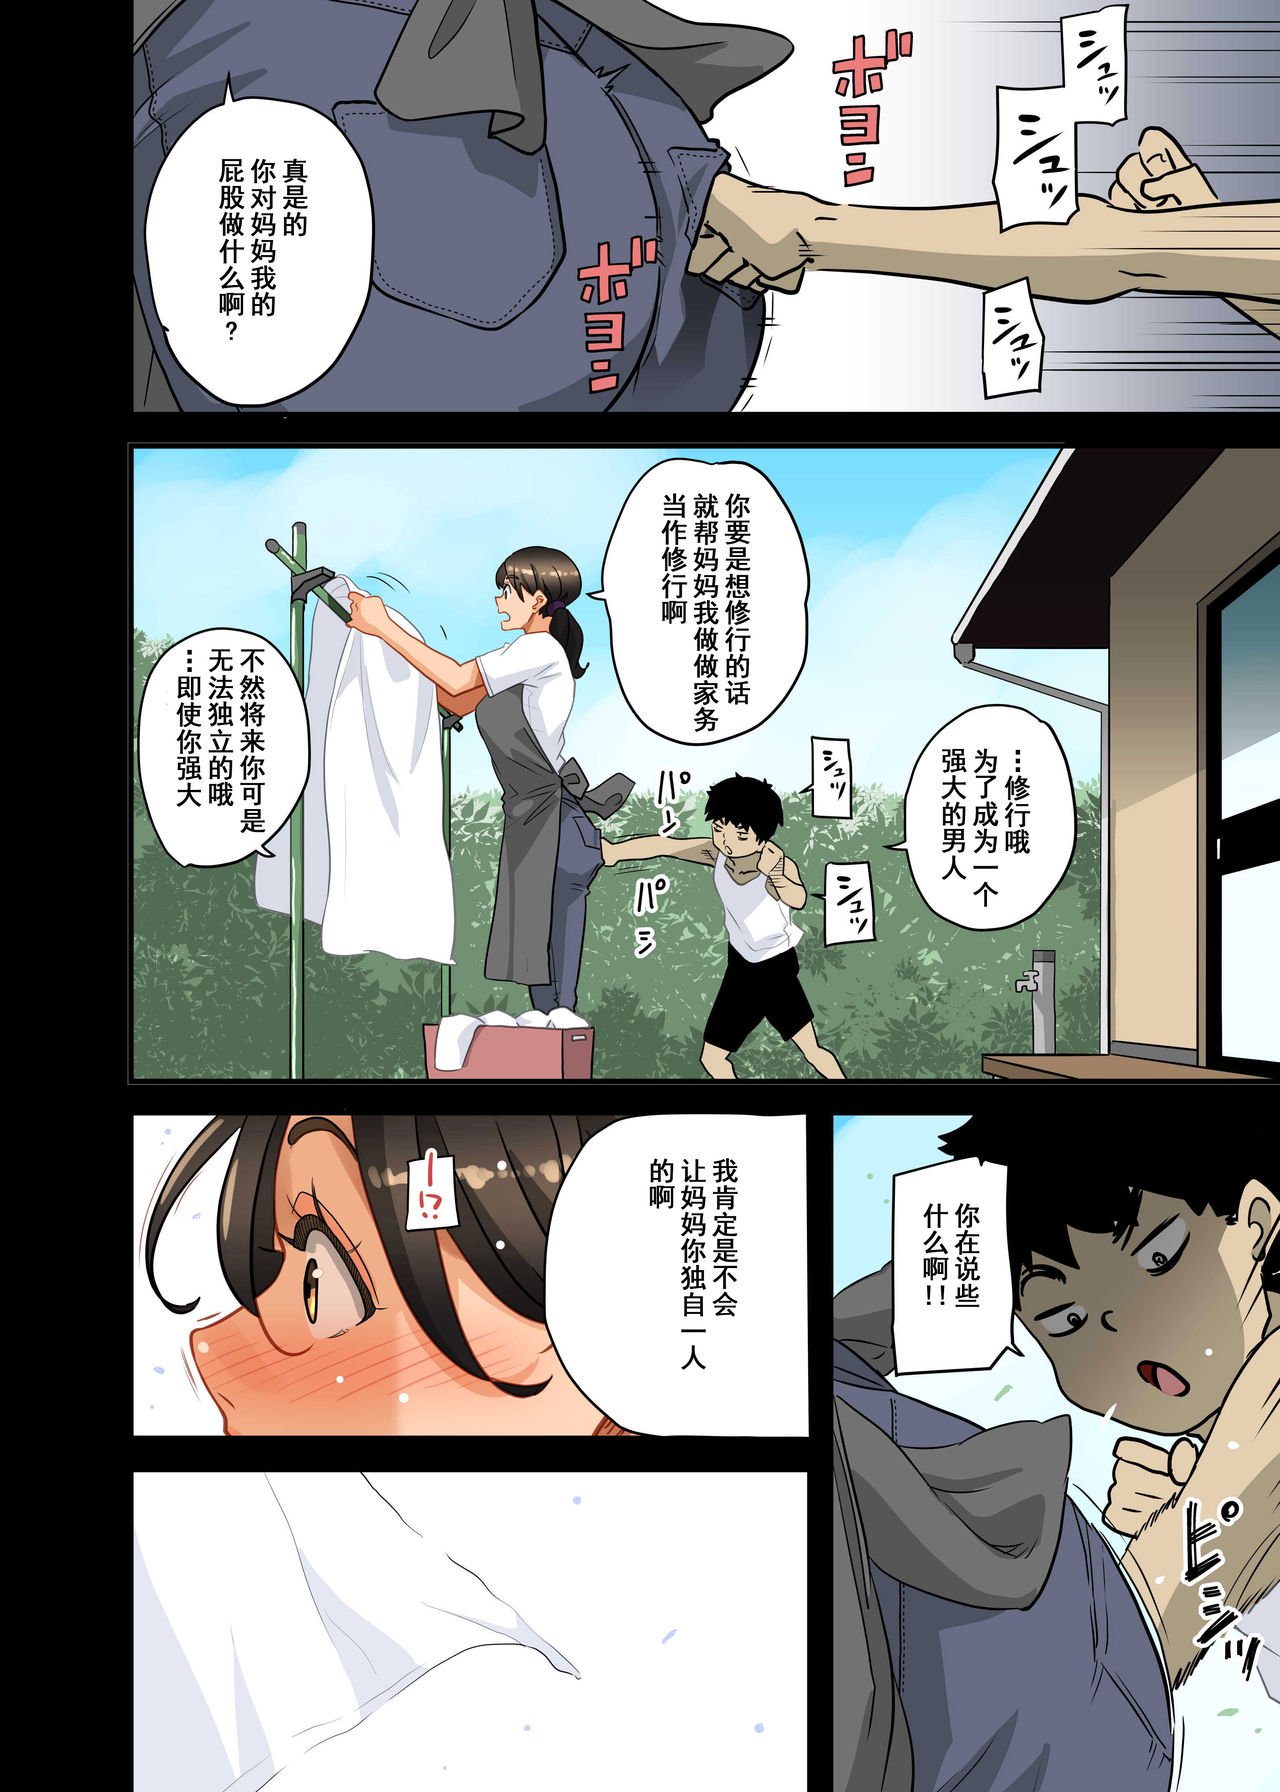 シュッ
シュッ
ボヨン
シュッ
ボヨン
真是的
你对妈妈我的
屁股做什么啊?
…修行哦
为了成为一个
强大的男人
シュッ
シュッ
你要是想修行的话
就帮妈妈我做做家务
当作修行啊
パシ
パシ
不然将来你可是
无法独立的哦
…即使你强大
你在说些
什么啊!!
ピシッ
我肯定是不会
让妈妈你独自一人
的啊
!?